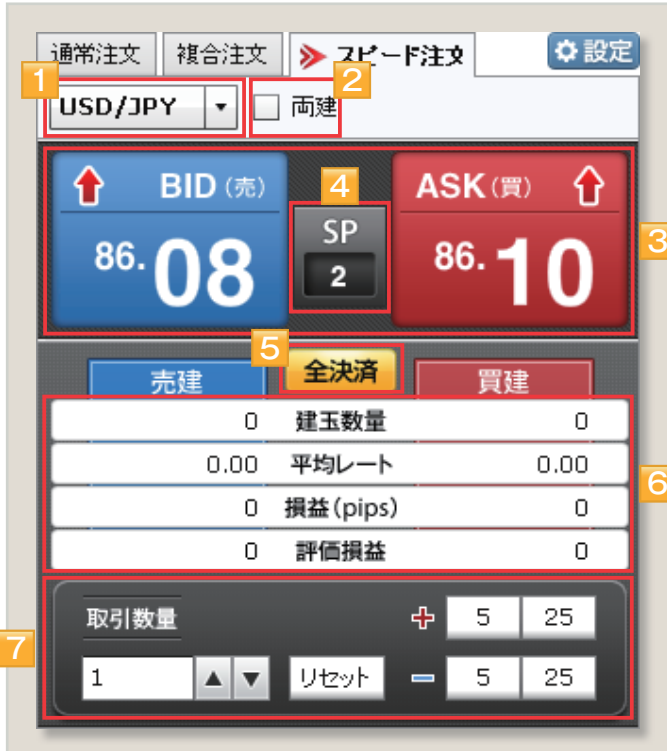 通常注文 複合注文 スピード注文 設定
1 2
USD/JPY 両建
BID(売) 4 ASK(買)
SP 3
86.08 2 86.10
5
売建 全決済 買建
0 建玉数量 0
0.00 平均レート 0.00 6
0 損益(pips) 0
0 評価損益 0
取引数量 5 25
7
1 リセット 5 25